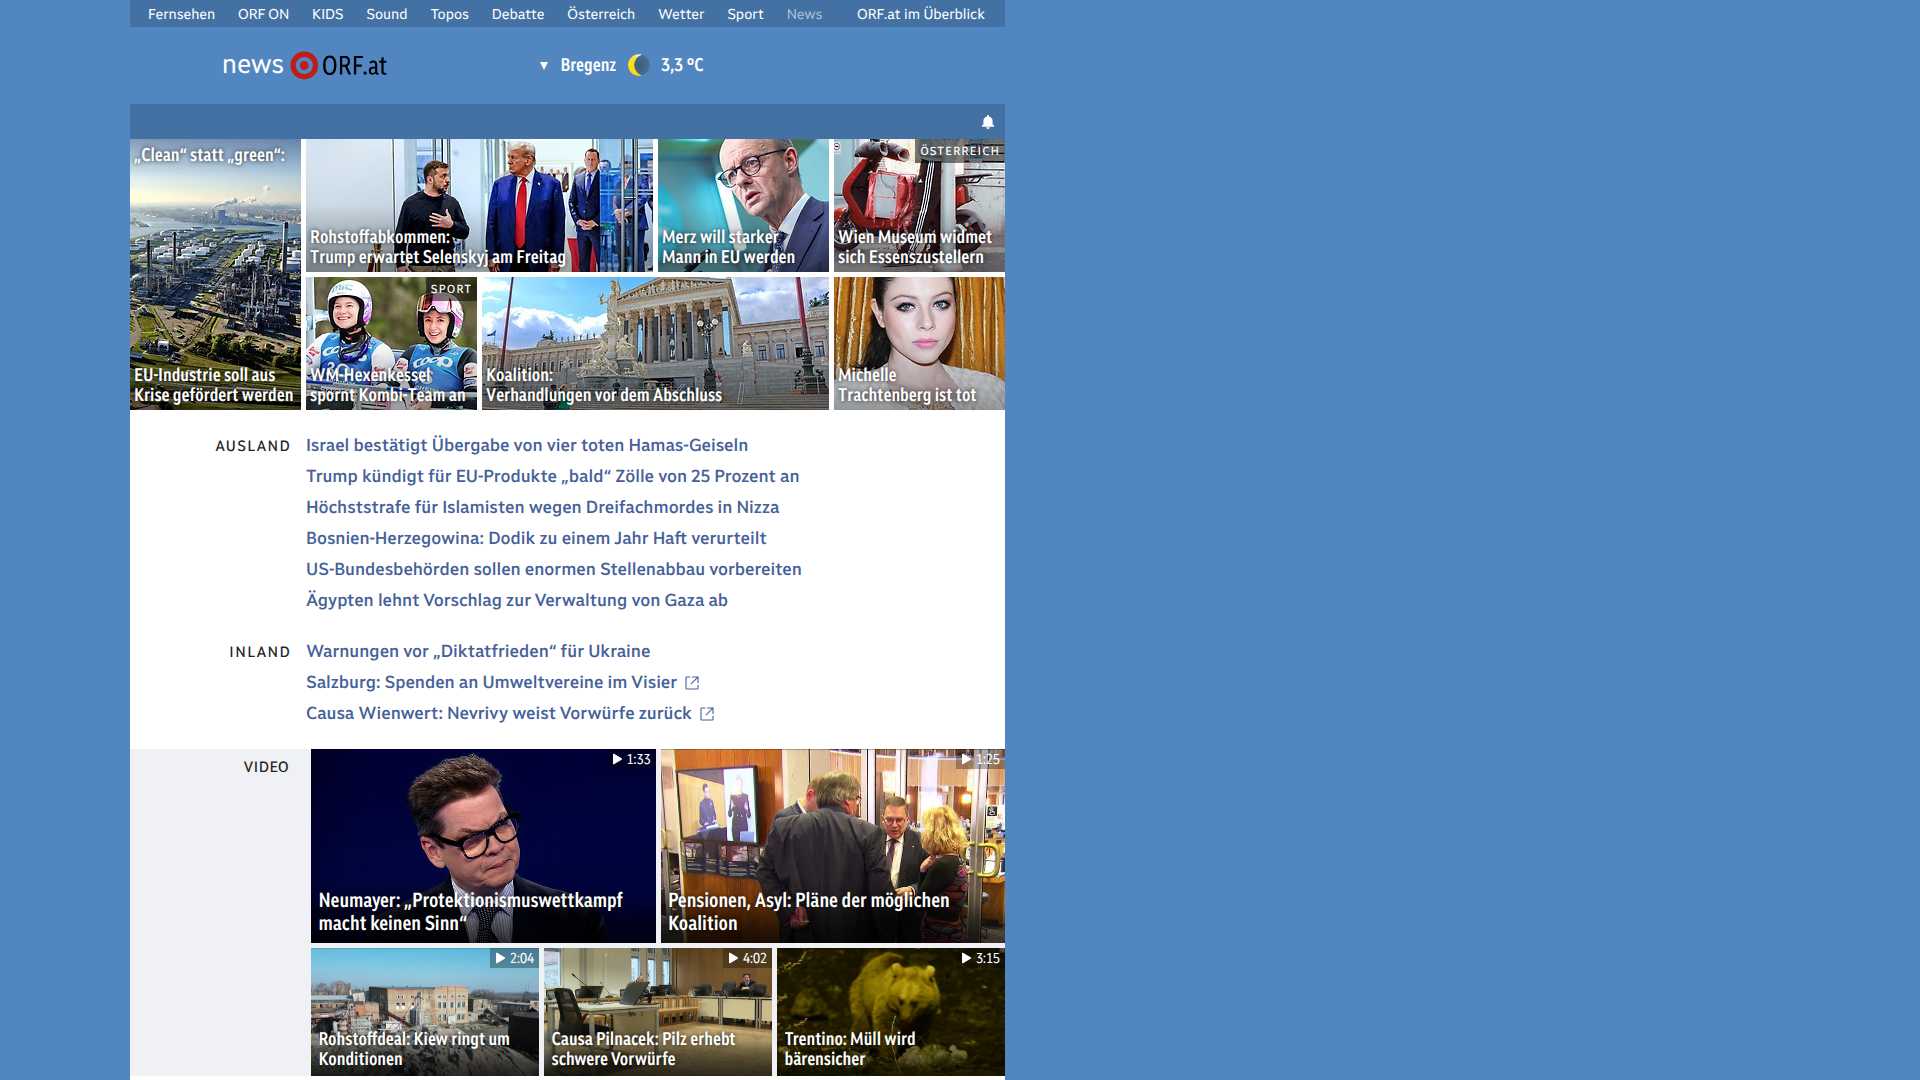 Fernsehen ORF ON KIDS Sound Topos Debatte Österreich Wetter Sport News ORF.at im Überblick
news ORF.at
Bregenz 3,3 °C
„Clean“ statt „green“:
EU-Industrie soll aus
Krise gefördert werden
Rohstoffabkommen:
Trump erwartet Selenskyj am Freitag
Merz will starker
Mann in EU werden
ÖSTERREICH
Wien Museum widmet
sich Essenszustellern
SPORT
WM-Hexenkessel
spornt Kombi-Team an
Koalition:
Verhandlungen vor dem Abschluss
Michelle
Trachtenberg ist tot
AUSLAND
Israel bestätigt Übergabe von vier toten Hamas-Geiseln
Trump kündigt für EU-Produkte „bald“ Zölle von 25 Prozent an
Höchststrafe für Islamisten wegen Dreifachmordes in Nizza
Bosnien-Herzegowina: Dodik zu einem Jahr Haft verurteilt
US-Bundesbehörden sollen enormen Stellenabbau vorbereiten
Ägypten lehnt Vorschlag zur Verwaltung von Gaza ab
INLAND
Warnungen vor „Diktatfrieden“ für Ukraine
Salzburg: Spenden an Umweltvereine im Visier
Causa Wienwert: Nevrivy weist Vorwürfe zurück
VIDEO
1:33
Neumayer: „Protektionismuswettkampf
macht keinen Sinn“
1:25
Pensionen, Asyl: Pläne der möglichen
Koalition
2:04
Rohstoffdeal: Kiew ringt um
Konditionen
4:02
Causa Pilnacek: Pilz erhebt
schwere Vorwürfe
3:15
Trentino: Müll wird
bärensicher